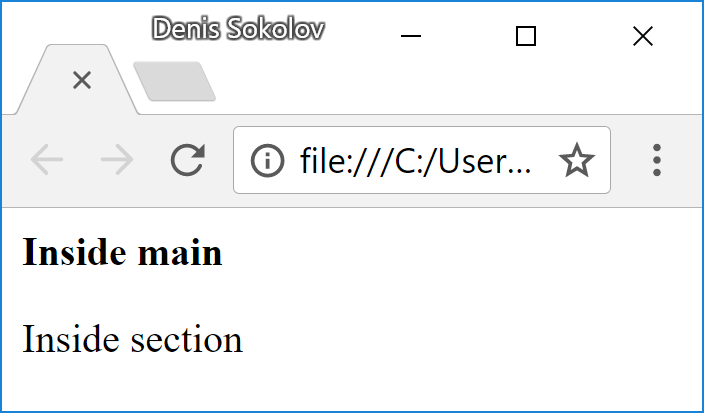 Denis Sokolov
file:///C:/User...
Inside main
Inside section